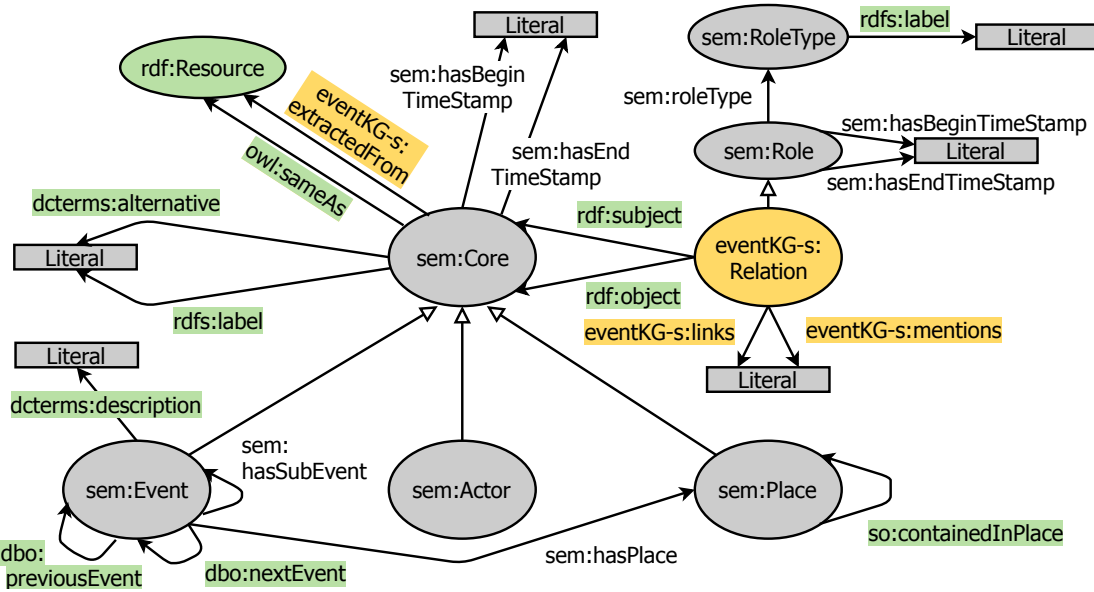 Literal
sem:RoleType
rdfs:label
Literal
rdf:Resource
sem:hasBegin
TimeStamp
eventKG-s:
extractedFrom
owl:sameAs
sem:hasEnd
TimeStamp
sem:roleType
sem:Role
sem:hasBeginTimeStamp
Literal
sem:hasEndTimeStamp
dcterms:alternative
Literal
rdfs:label
sem:Core
rdf:subject
rdf:object
eventKG-s:
Relation
eventKG-s:links
eventKG-s:mentions
Literal
Literal
dcterms:description
sem:
hasSubEvent
sem:Event
sem:Actor
sem:Place
so:containedInPlace
sem:hasPlace
dbo:
previousEvent
dbo:nextEvent